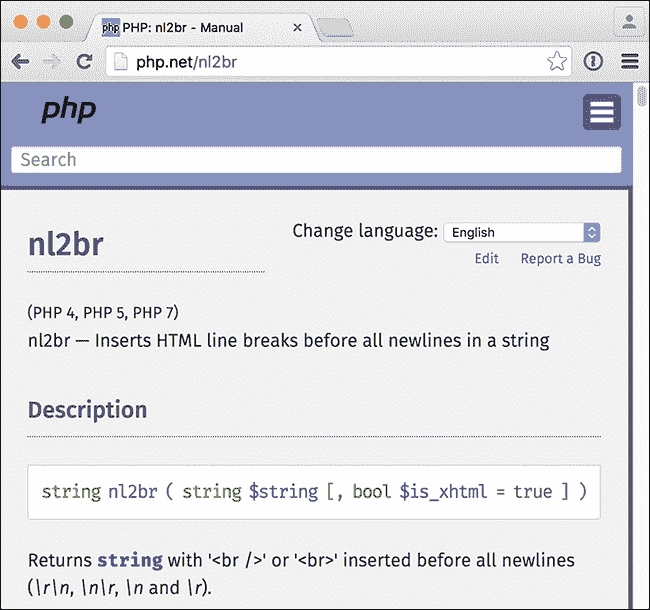 php PHP: nl2br - Manual
php.net/nl2br
php
Search
nl2br
Change language: English
Edit Report a Bug
(PHP 4, PHP 5, PHP 7)
nl2br — Inserts HTML line breaks before all newlines in a string
Description
string nl2br ( string $string [, bool $is_xhtml = true ] )
Returns string with '<br />' or '<br>' inserted before all newlines
(\r\n, \n\r, \n and \r).